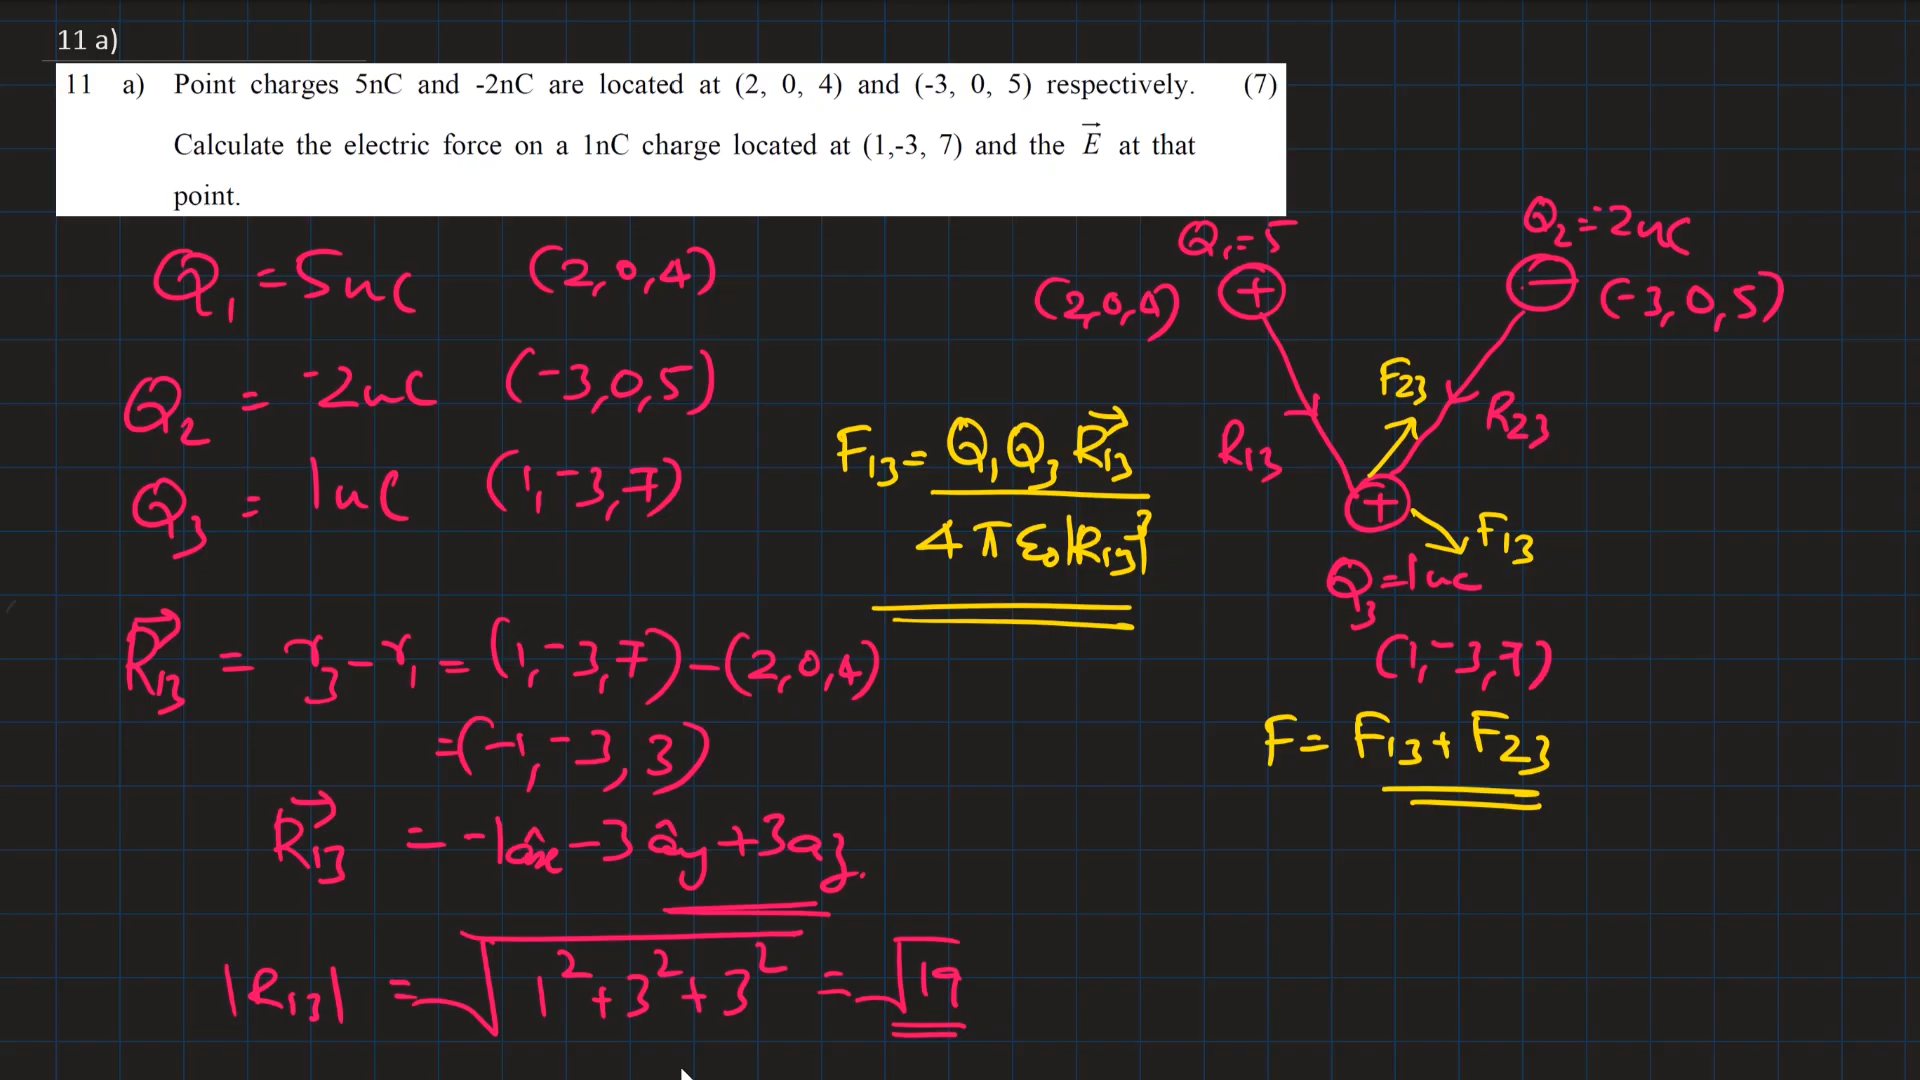 11 a)
11 a) Point charges 5nC and -2nC are located at (2, 0, 4) and (-3, 0, 5) respectively. (7)
Calculate the electric force on a 1nC charge located at (1,-3, 7) and the \vec{E} at that
point.
Q₁ = 5nC (2,0,4)
Q₂ = -2nC (-3,0,5)
Q₃ = 1nC (1,-3,7)
\vec{R₁₃} = r₃ - r₁ = (1,-3,7) - (2,0,4)
= (-1,-3,3)
\vec{R₁₃} = -1âx - 3ây + 3az.
|R₁₃| = √(1² + 3² + 3²) = √19
F₁₃ = Q₁Q₃\vec{R₁₃}
4πε₀|R₁₃|³
Q₁ = 5
(2,0,4) +
Q₂ = -2nC
− (-3,0,5)
F₂₃
R₂₃
R₁₃
+
F₁₃
Q₃ = 1nC
(1,-3,7)
F = F₁₃ + F₂₃